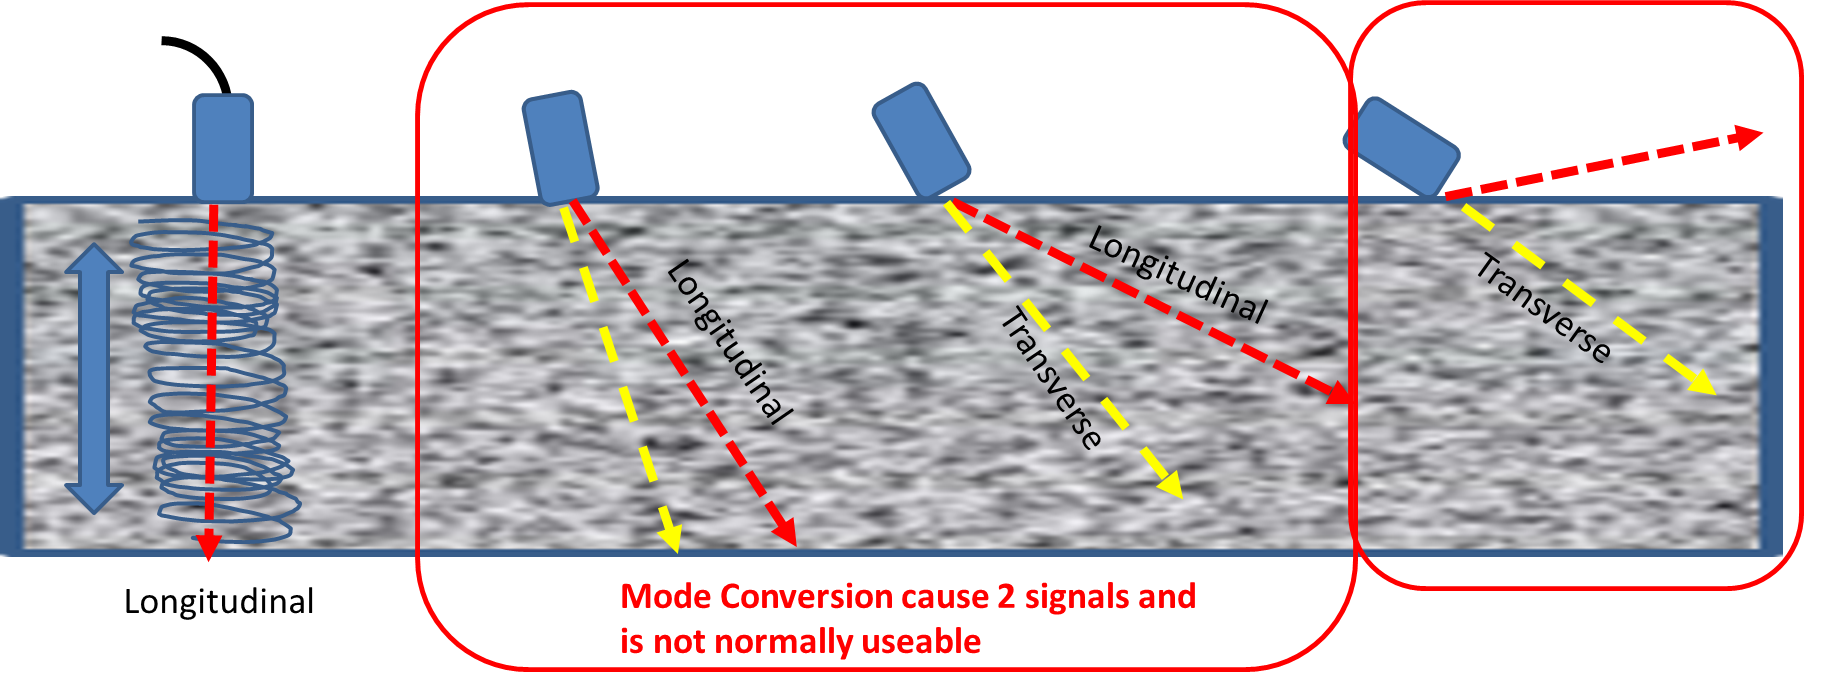 Longitudinal
Longitudinal
Transverse
Longitudinal
Transverse
Mode Conversion cause 2 signals and
is not normally useable